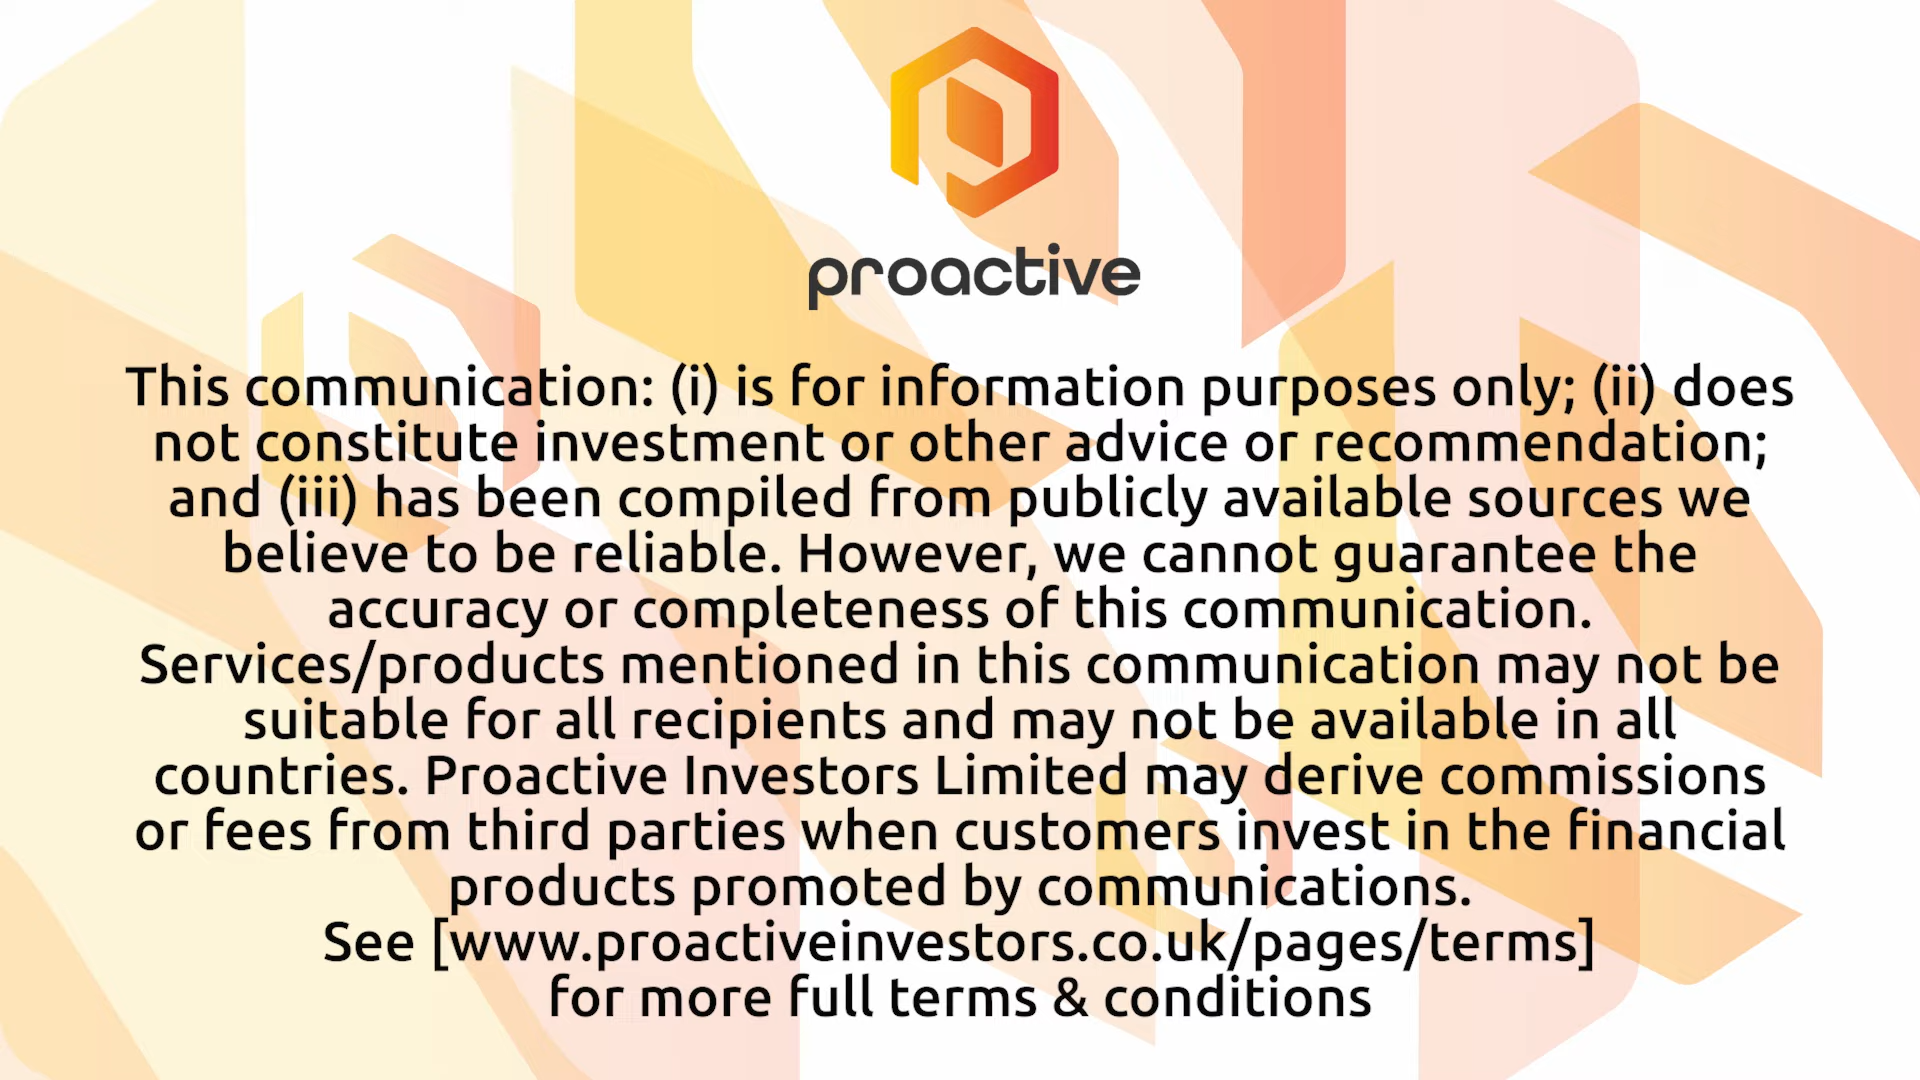 proactive
This communication: (i) is for information purposes only; (ii) does
not constitute investment or other advice or recommendation;
and (iii) has been compiled from publicly available sources we
believe to be reliable. However, we cannot guarantee the
accuracy or completeness of this communication.
Services/products mentioned in this communication may not be
suitable for all recipients and may not be available in all
countries. Proactive Investors Limited may derive commissions
or fees from third parties when customers invest in the financial
products promoted by communications.
See [www.proactiveinvestors.co.uk/pages/terms]
for more full terms & conditions